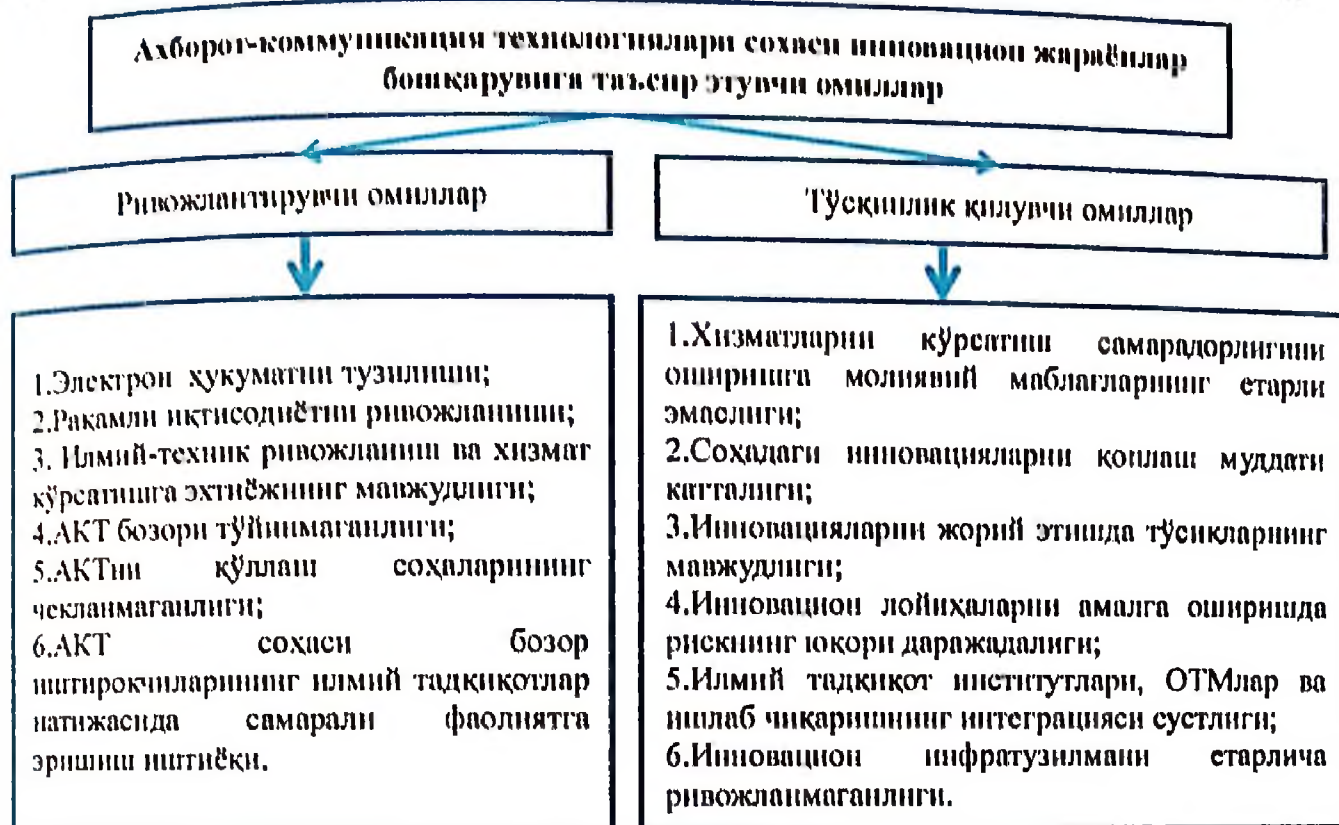 Ахборот-коммуникация технологиялари соҳаси инновацион жараёнлар
бошқарувига таъсир этувчи омиллар
Ривожлантирувчи омиллар
Тўсқинлик қилувчи омиллар
1.Электрон ҳукуматни тузилиши;
2.Рақамли иқтисодиётни ривожланиши;
3. Илмий-техник ривожланиш ва хизмат
кўрсатишга эхтиёжнинг мавжудлиги;
4.АКТ бозори тўйинмаганлиги;
5.АКТни қўллаш соҳаларининг
чекланмаганлиги;
6.АКТ соҳаси бозор
иштирокчиларининг илмий тадқиқотлар
натижасида самарали фаолиятга
эришиш иштиёқи.
1.Хизматларни кўрсатиш самарадорлигини
оширишга молиявий маблағларнинг етарли
эмаслиги;
2.Соҳадаги инновацияларни қоплаш муддати
катталиги;
3.Инновацияларни жорий этишда тўсиқларнинг
мавжудлиги;
4.Инновацион лойиҳаларни амалга оширишда
рискнинг юқори даражадалиги;
5.Илмий тадқиқот институтлари, ОТМлар ва
ишлаб чиқаришнинг интеграцияси сустлиги;
6.Инновацион инфратузилмани етарлича
ривожланмаганлиги.